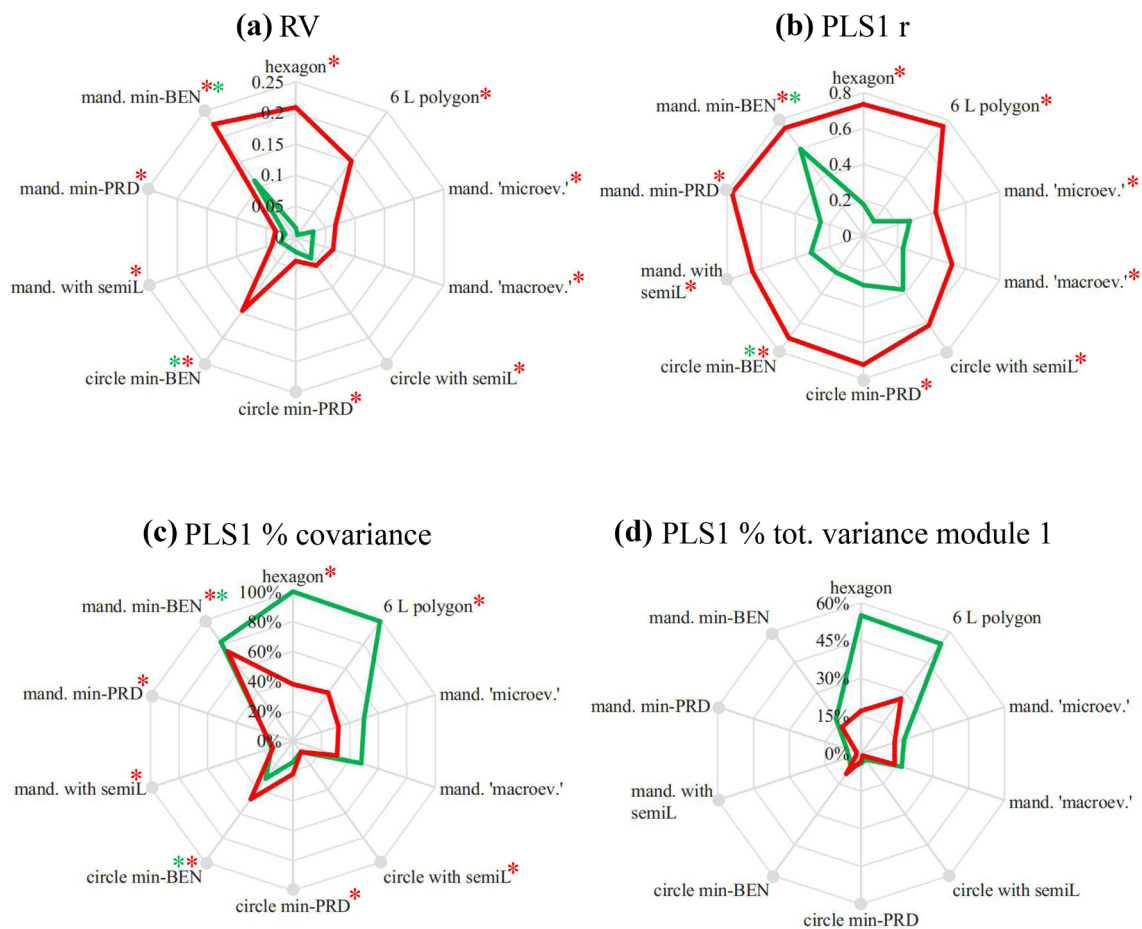 (a) RV
hexagon*
0.25
0.2
0.15
0.1
0.05
0
6 L polygon*
mand. 'microev.'*
mand. 'macroev.'*
circle with semiL*
circle min-PRD*
circle min-BEN
**
mand. with semiL*
mand. min-PRD*
mand. min-BEN**
(b) PLS1 r
hexagon*
0.8
0.6
0.4
0.2
0
6 L polygon*
mand. 'microev.'*
mand. 'macroev.'*
circle with semiL*
circle min-PRD*
circle min-BEN
**
mand. with
semiL*
mand. min-PRD*
mand. min-BEN**
(c) PLS1 % covariance
hexagon*
100%
80%
60%
40%
20%
0%
6 L polygon*
mand. 'microev.'
mand. 'macroev.'
circle with semiL*
circle min-PRD*
circle min-BEN
**
mand. with semiL*
mand. min-PRD*
mand. min-BEN**
(d) PLS1 % tot. variance module 1
hexagon
60%
45%
30%
15%
0%
6 L polygon
mand. 'microev.'
mand. 'macroev.'
circle with semiL
circle min-PRD
circle min-BEN
mand. with
semiL
mand. min-PRD
mand. min-BEN